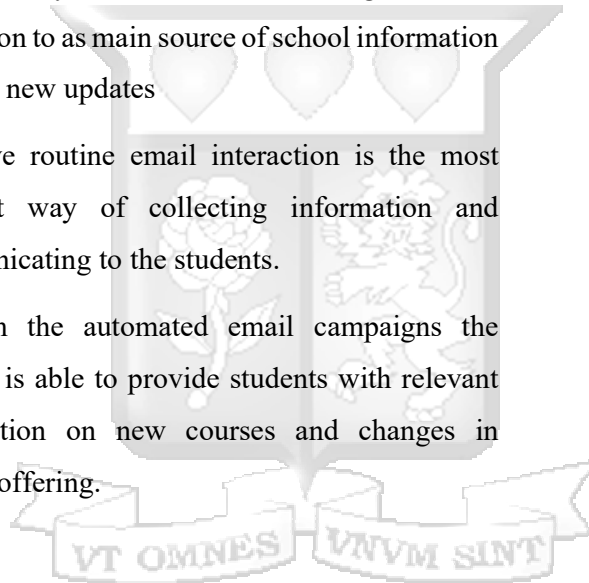 on to as main source of school information
new updates
ve routine email interaction is the most
t way of collecting information and
nicating to the students.
n the automated email campaigns the
is able to provide students with relevant
tion on new courses and changes in
offering.
VT OMNES VNVM SINT